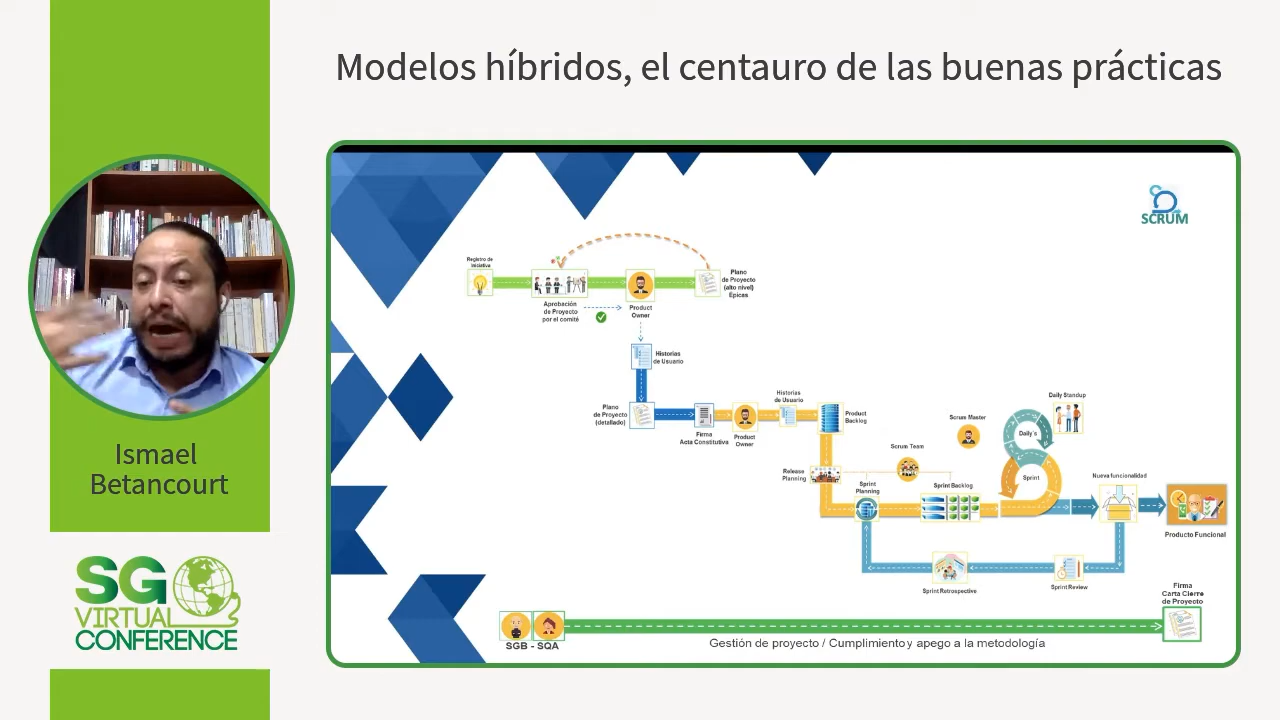 Modelos híbridos, el centauro de las buenas prácticas
SCRUM
Registro de
Iniciativa
Aprobación
de Proyecto
por el comité
Product
Owner
Plano
de Proyecto
(alto nivel)
Epicas
Historias
de Usuario
Plano
de Proyecto
(detallado)
Firma
Acta Constitutiva
Product
Owner
Historias
de Usuario
Product
Backlog
Release
Planning
Sprint
Planning
Scrum Team
Sprint Backlog
Scrum Master
Daily Standup
Daily´s
Sprint
Nueva funcionalidad
Producto Funcional
Sprint Retrospective
Sprint Review
Firma
Carta Cierre
de Proyecto
SGB - SQA
Gestión de proyecto / Cumplimiento y apego a la metodología
Ismael
Betancourt
SG
VIRTUAL
CONFERENCE